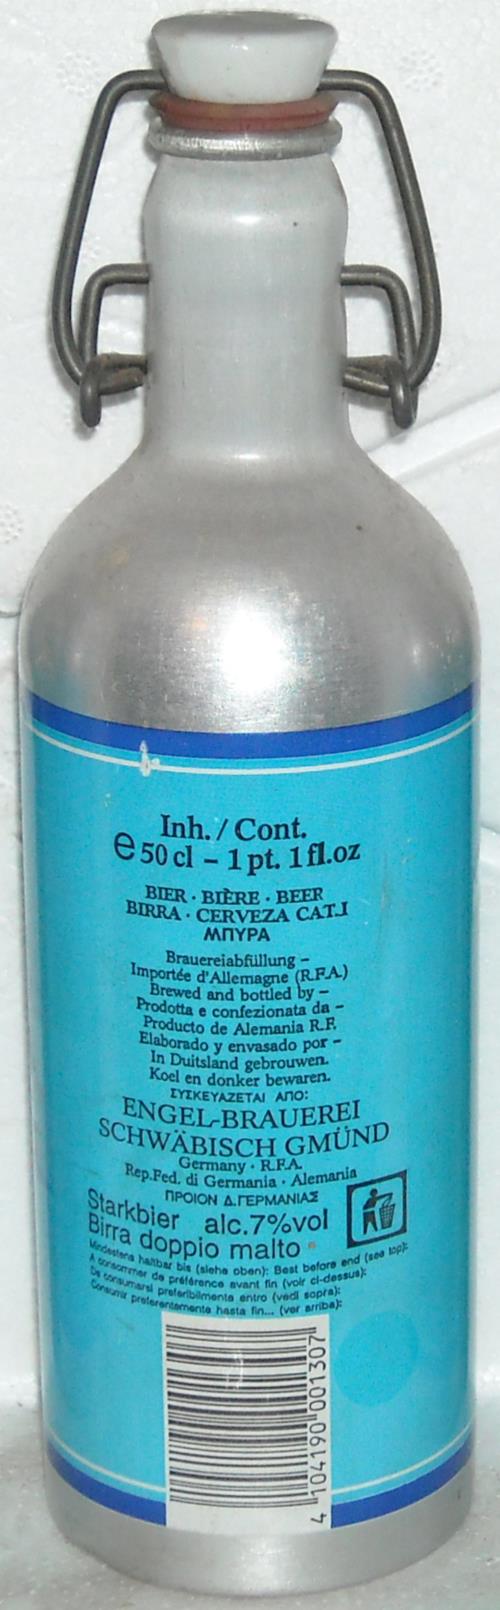 Inh. / Cont.
e 50 cl – 1 pt. 1 fl.oz
BIER · BIÈRE · BEER
BIRRA · CERVEZA CAT.I
ΜΠΥΡΑ
Brauereiabfüllung –
Importée d'Allemagne (R.F.A.)
Brewed and bottled by –
Prodotta e confezionata da –
Producto de Alemania R.F.
Elaborado y envasado por –
In Duitsland gebrouwen.
Koel en donker bewaren.
ΣΥΣΚΕΥΑΖΕΤΑΙ ΑΠΟ:
ENGEL-BRAUEREI
SCHWÄBISCH GMÜND
Germany · R.F.A.
Rep.Fed. di Germania · Alemania
ΠΡΟΙΟΝ Δ.ΓΕΡΜΑΝΙΑΣ
Starkbier alc.7%vol
Birra doppio malto
Mindestens haltbar bis (siehe oben): Best before end (see top):
A consommer de préférence avant fin (voir ci-dessus):
Da consumarsi preferibilmente entro (vedi sopra):
Consumir preferentemente hasta fin... (ver arriba):
4 104190 001307